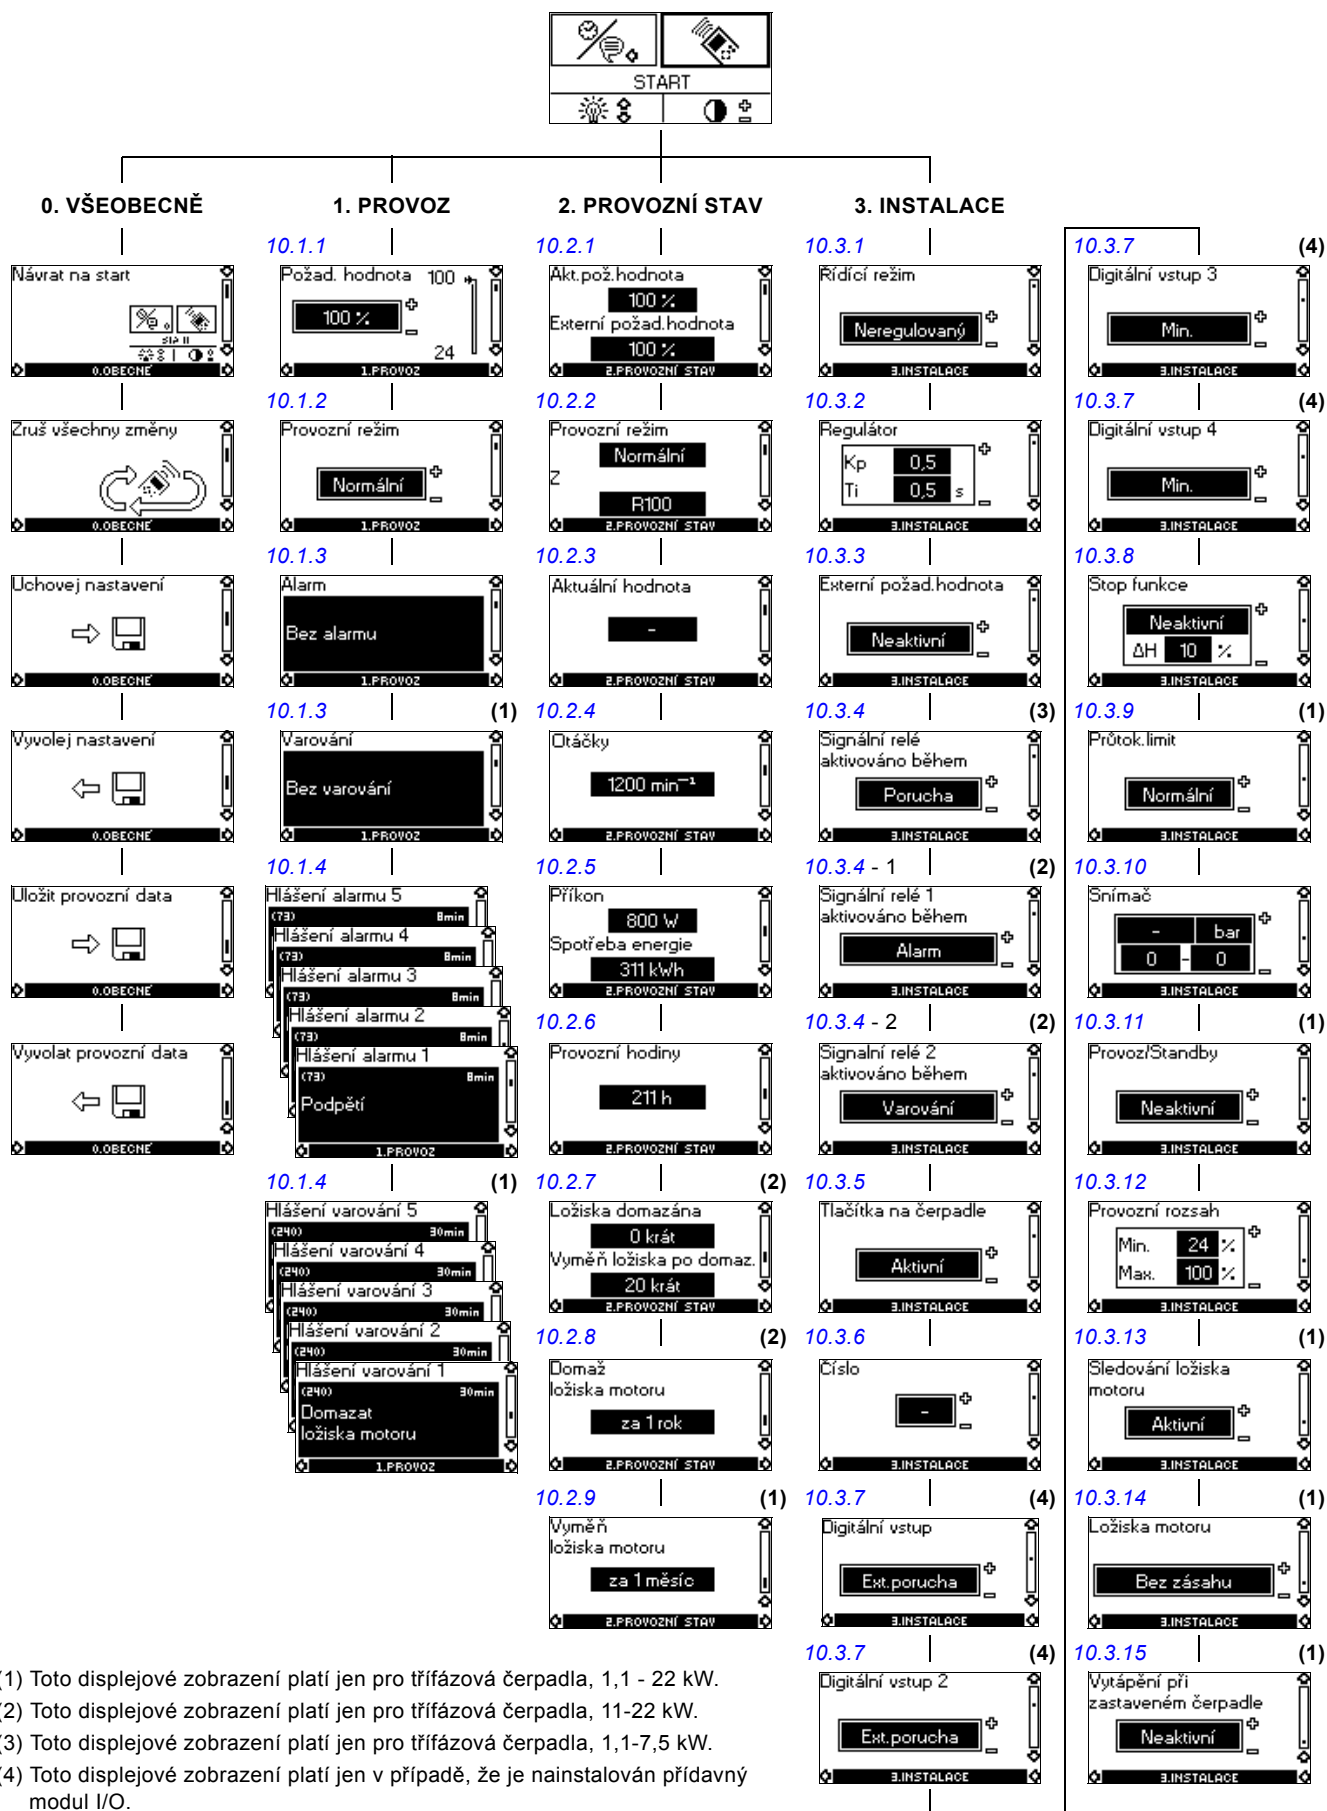 START
0. VŠEOBECNĚ
Návrat na start
START
0.OBECNÉ
Zruš všechny změny
0.OBECNÉ
Uchovej nastavení
0.OBECNÉ
Vyvolej nastavení
0.OBECNÉ
Uložit provozní data
0.OBECNÉ
Vyvolat provozní data
0.OBECNÉ
1. PROVOZ
10.1.1
Požad. hodnota 100
100 %
24
1.PROVOZ
10.1.2
Provozní režim
Normální
1.PROVOZ
10.1.3
Alarm
Bez alarmu
1.PROVOZ
10.1.3 (1)
Varování
Bez varování
1.PROVOZ
10.1.4
Hlášení alarmu 5
(73) 8min
Hlášení alarmu 4
(73) 8min
Hlášení alarmu 3
(73) 8min
Hlášení alarmu 2
(73) 8min
Hlášení alarmu 1
(73) 8min
Podpětí
1.PROVOZ
10.1.4 (1)
Hlášení varování 5
(240) 30min
Hlášení varování 4
(240) 30min
Hlášení varování 3
(240) 30min
Hlášení varování 2
(240) 30min
Hlášení varování 1
(240) 30min
Domazat
ložiska motoru
1.PROVOZ
2. PROVOZNÍ STAV
10.2.1
Akt.pož.hodnota
100 %
Externí požad.hodnota
100 %
2.PROVOZNÍ STAV
10.2.2
Provozní režim
Normální
Z
R100
2.PROVOZNÍ STAV
10.2.3
Aktuální hodnota
-
2.PROVOZNÍ STAV
10.2.4
Otáčky
1200 min⁻¹
2.PROVOZNÍ STAV
10.2.5
Příkon
800 W
Spotřeba energie
311 kWh
2.PROVOZNÍ STAV
10.2.6
Provozní hodiny
211 h
2.PROVOZNÍ STAV
10.2.7 (2)
Ložiska domazána
0 krát
Vyměň ložiska po domaz.
20 krát
2.PROVOZNÍ STAV
10.2.8 (2)
Domaž
ložiska motoru
za 1 rok
2.PROVOZNÍ STAV
10.2.9 (1)
Vyměň
ložiska motoru
za 1 měsíc
2.PROVOZNÍ STAV
3. INSTALACE
10.3.1
Řídící režim
Neregulovaný
3.INSTALACE
10.3.2
Regulátor
Kp 0,5
Ti 0,5 s
3.INSTALACE
10.3.3
Externí požad.hodnota
Neaktivní
3.INSTALACE
10.3.4 (3)
Signální relé
aktivováno během
Porucha
3.INSTALACE
10.3.4 - 1 (2)
Signální relé 1
aktivováno během
Alarm
3.INSTALACE
10.3.4 - 2 (2)
Signalní relé 2
aktivováno během
Varování
3.INSTALACE
10.3.5
Tlačítka na čerpadle
Aktivní
3.INSTALACE
10.3.6
Číslo
-
3.INSTALACE
10.3.7 (4)
Digitální vstup
Ext.porucha
3.INSTALACE
10.3.7 (4)
Digitální vstup 2
Ext.porucha
3.INSTALACE
10.3.7 (4)
Digitální vstup 3
Min.
3.INSTALACE
10.3.7 (4)
Digitální vstup 4
Min.
3.INSTALACE
10.3.8
Stop funkce
Neaktivní
ΔH 10 %
3.INSTALACE
10.3.9 (1)
Průtok.limit
Normální
3.INSTALACE
10.3.10
Snímač
- bar
0 - 0
3.INSTALACE
10.3.11 (1)
Provoz/Standby
Neaktivní
3.INSTALACE
10.3.12
Provozní rozsah
Min. 24 %
Max. 100 %
3.INSTALACE
10.3.13 (1)
Sledování ložiska
motoru
Aktivní
3.INSTALACE
10.3.14 (1)
Ložiska motoru
Bez zásahu
3.INSTALACE
10.3.15 (1)
Vytápění při
zastaveném čerpadle
Neaktivní
3.INSTALACE
(1) Toto displejové zobrazení platí jen pro třífázová čerpadla, 1,1 - 22 kW.
(2) Toto displejové zobrazení platí jen pro třífázová čerpadla, 11-22 kW.
(3) Toto displejové zobrazení platí jen pro třífázová čerpadla, 1,1-7,5 kW.
(4) Toto displejové zobrazení platí jen v případě, že je nainstalován přídavný
modul I/O.